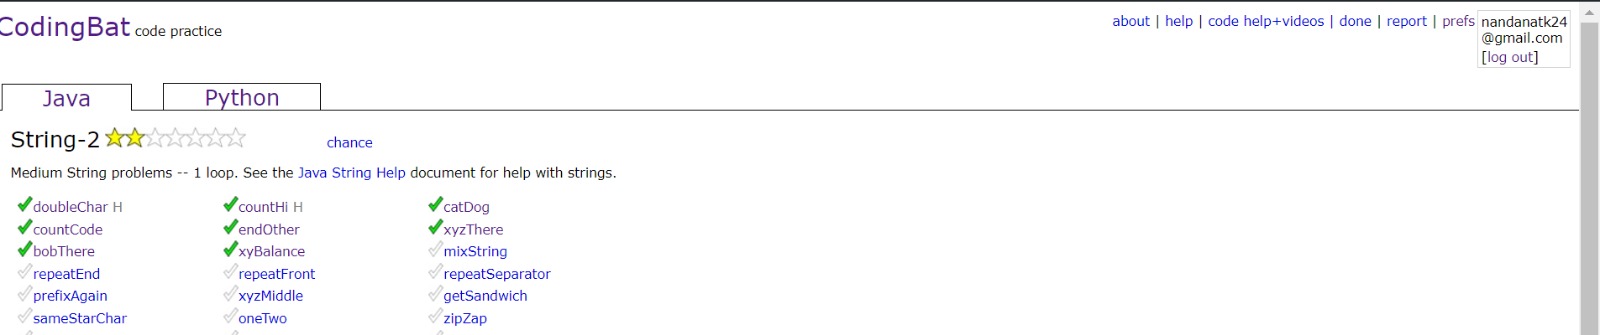 CodingBat code practice
about | help | code help+videos | done | report | prefs
nandanatk24
@gmail.com
[log out]
Java Python
String-2 chance
Medium String problems -- 1 loop. See the Java String Help document for help with strings.
doubleChar H countHi H catDog
countCode endOther xyzThere
bobThere xyBalance mixString
repeatEnd repeatFront repeatSeparator
prefixAgain xyzMiddle getSandwich
sameStarChar oneTwo zipZap